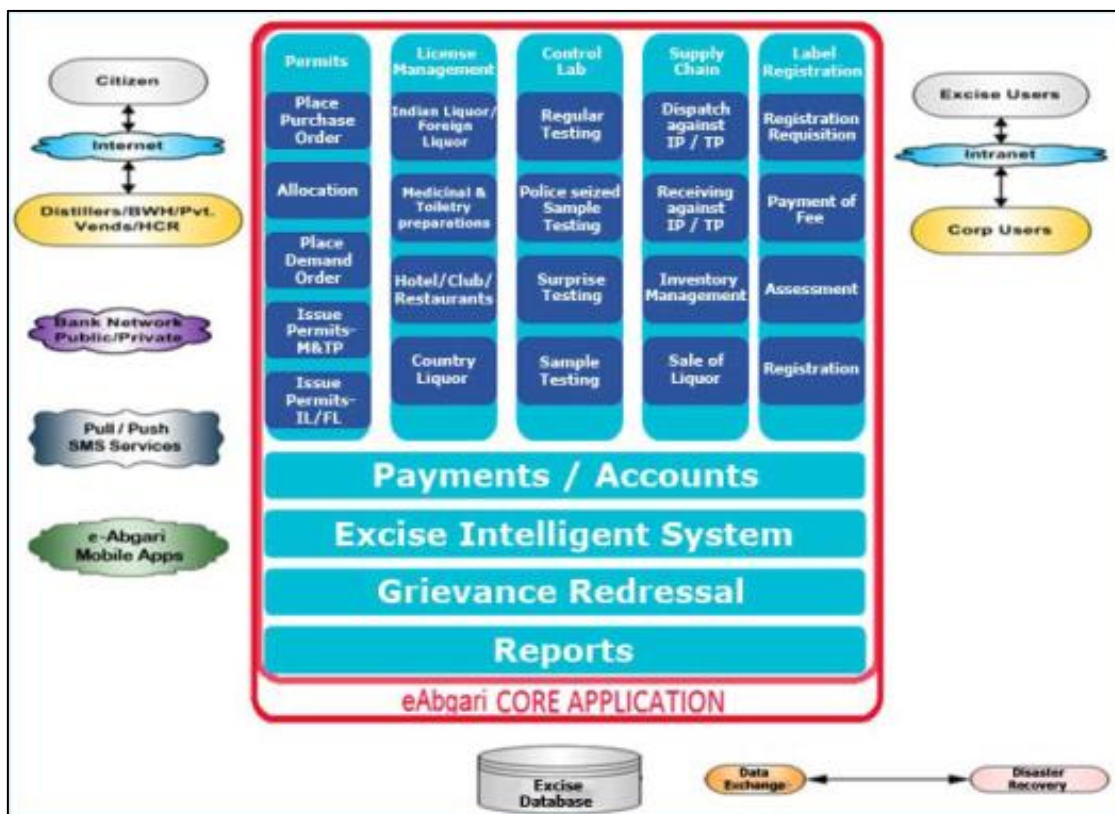 Citizen
Internet
Distillers/BWH/Pvt.
Vends/HCR
Bank Network
Public/Private
Pull / Push
SMS Services
e-Abgari
Mobile Apps
Permits
Place
Purchase
Order
Allocation
Place
Demand
Order
Issue
Permits-
M&TP
Issue
Permits-
IL/FL
License
Management
Indian Liquor/
Foreign
Liquor
Medicinal &
Toiletry
preparations
Hotel/Club/
Restaurants
Country
Liquor
Control
Lab
Regular
Testing
Police seized
Sample
Testing
Surprise
Testing
Sample
Testing
Supply
Chain
Dispatch
against
IP / TP
Receiving
against
IP / TP
Inventory
Management
Sale of
Liquor
Label
Registration
Registration
Requisition
Payment of
Fee
Assessment
Registration
Payments / Accounts
Excise Intelligent System
Grievance Redressal
Reports
eAbgari CORE APPLICATION
Excise Users
Intranet
Corp Users
Excise
Database
Data
Exchange
Disaster
Recovery